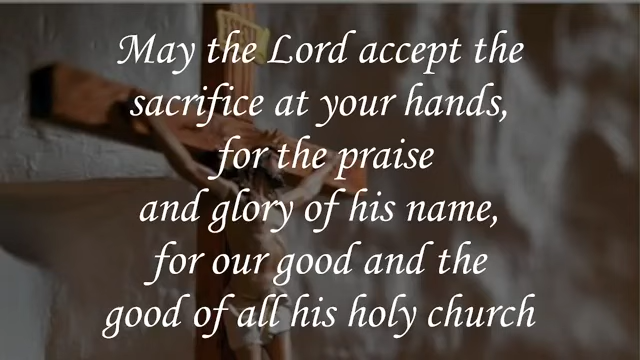 May the Lord accept the
sacrifice at your hands,
for the praise
and glory of his name,
for our good and the
good of all his holy church